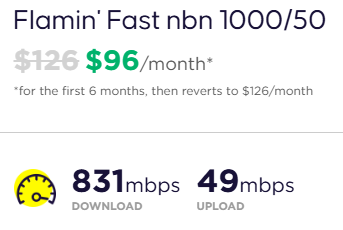 Flamin' Fast nbn 1000/50
$126 $96/month*
*for the first 6 months, then reverts to $126/month
831mbps 49mbps
DOWNLOAD UPLOAD